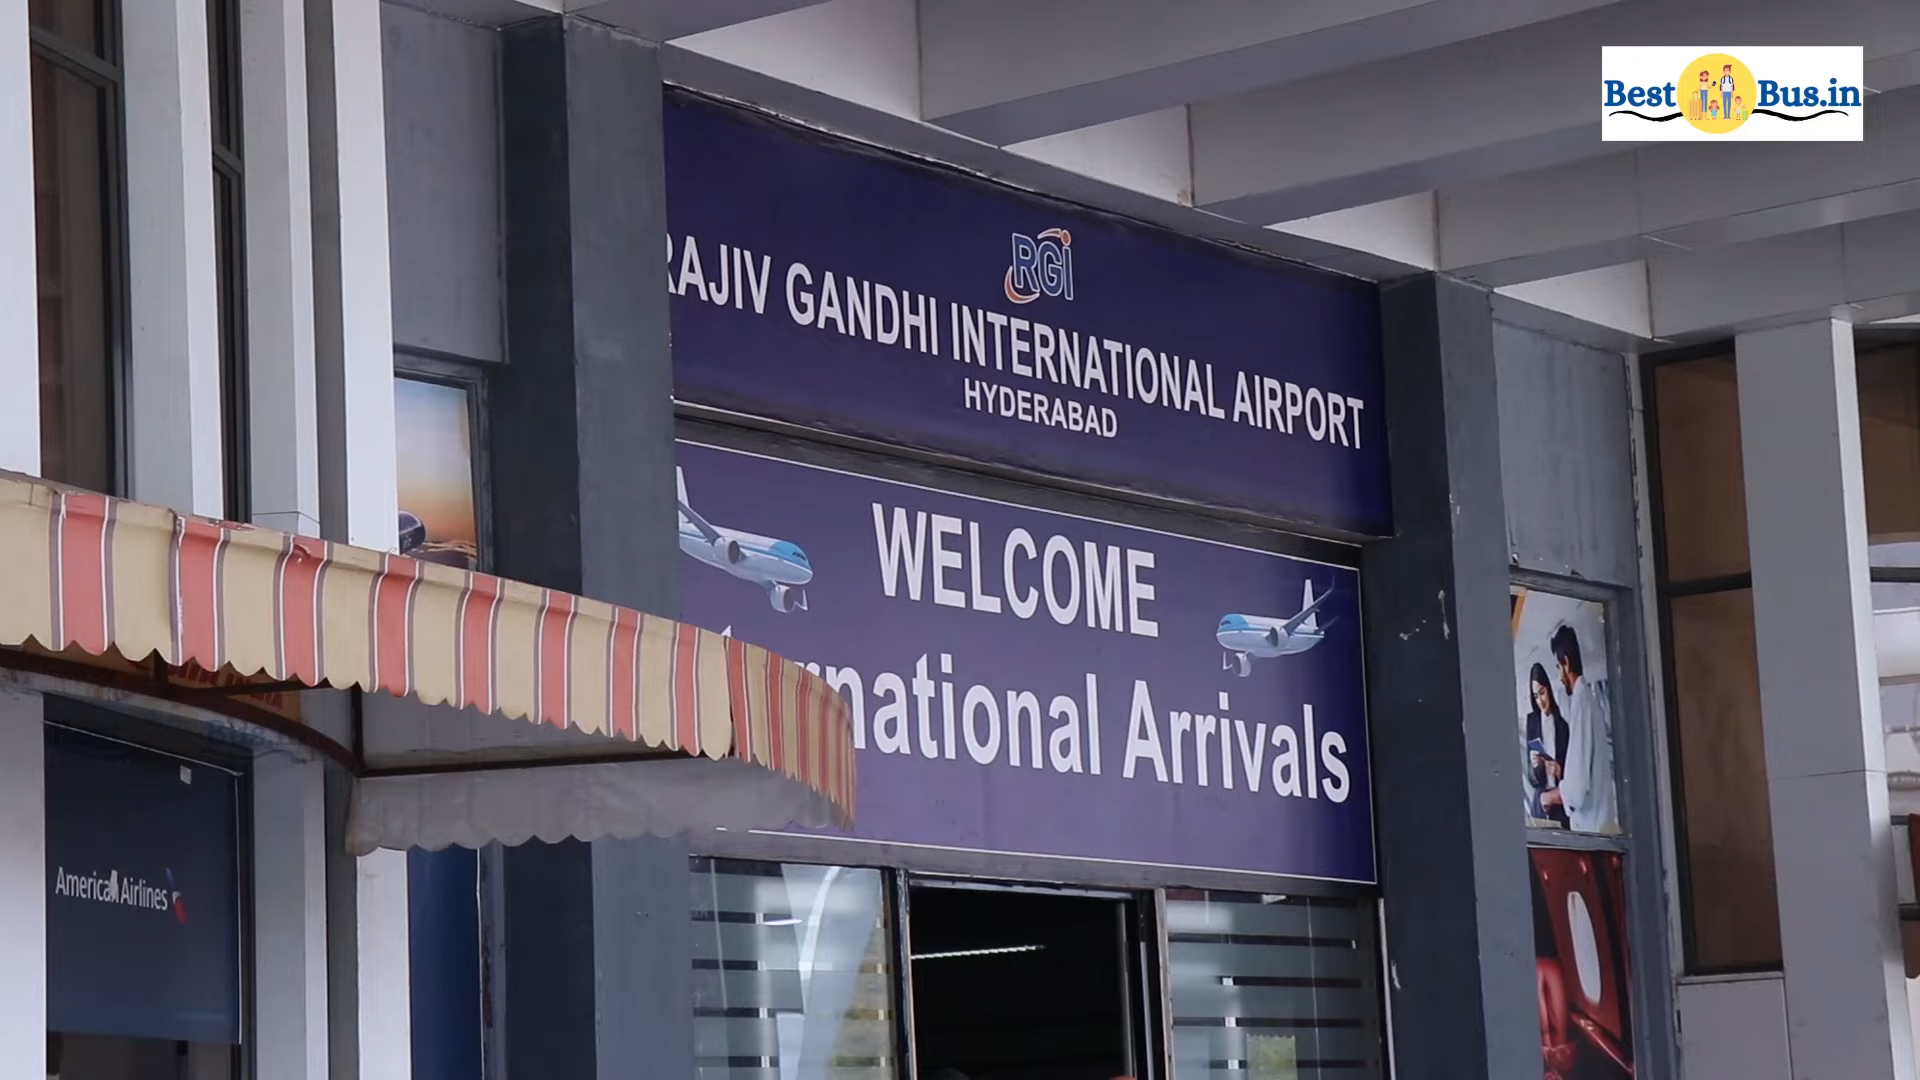 Best Bus.in
RGI
RAJIV GANDHI INTERNATIONAL AIRPORT
HYDERABAD
WELCOME
rnational Arrivals
American Airlines